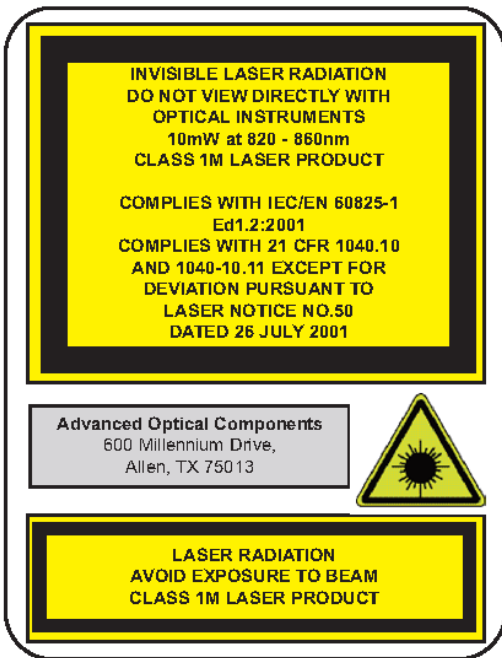 INVISIBLE LASER RADIATION
DO NOT VIEW DIRECTLY WITH
OPTICAL INSTRUMENTS
10mW at 820 - 860nm
CLASS 1M LASER PRODUCT
COMPLIES WITH IEC/EN 60825-1
Ed1.2:2001
COMPLIES WITH 21 CFR 1040.10
AND 1040-10.11 EXCEPT FOR
DEVIATION PURSUANT TO
LASER NOTICE NO.50
DATED 26 JULY 2001
Advanced Optical Components
600 Millennium Drive,
Allen, TX 75013
LASER RADIATION
AVOID EXPOSURE TO BEAM
CLASS 1M LASER PRODUCT